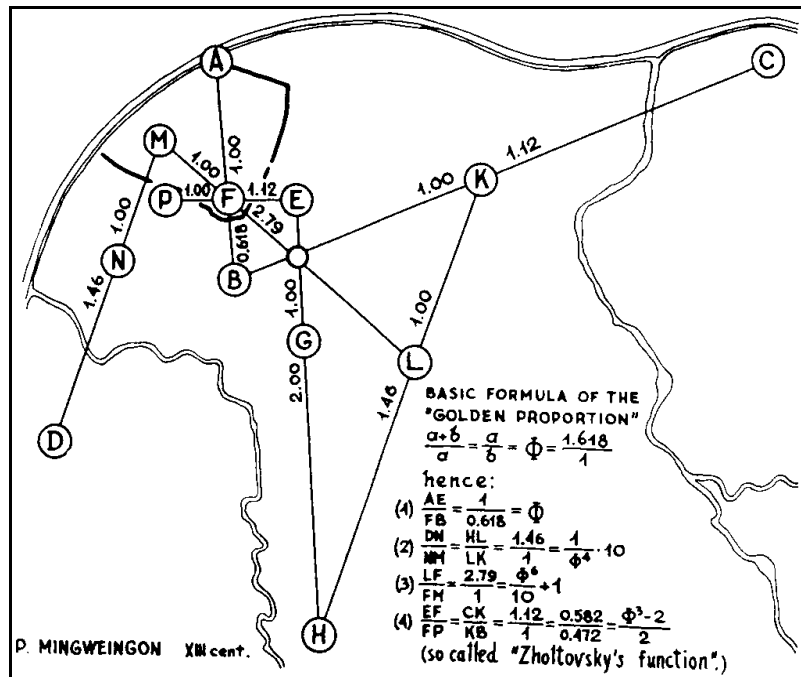 A
C
M
1.00
1.00
1.12
K
P
1.00
F
1.12
E
1.00
1.00
2.79
0.618
N
B
1.00
1.46
G
1.00
L
2.00
1.46
D
H
BASIC FORMULA OF THE
"GOLDEN PROPORTION"
a+b/a = a/b = Φ = 1.618/1
hence:
(1) AE/FB = 1/0.618 = Φ
(2) DN/NM = HL/LK = 1.46/1 = 1/Φ⁴ · 10
(3) LF/FM = 2.79/1 = Φ⁶/10 + 1
(4) EF/FP = CK/KB = 1.12/1 = 0.582/0.472 = Φ³-2/2
(so called "Zholtovsky's function".)
P. MINGWEINGON XIII cent.